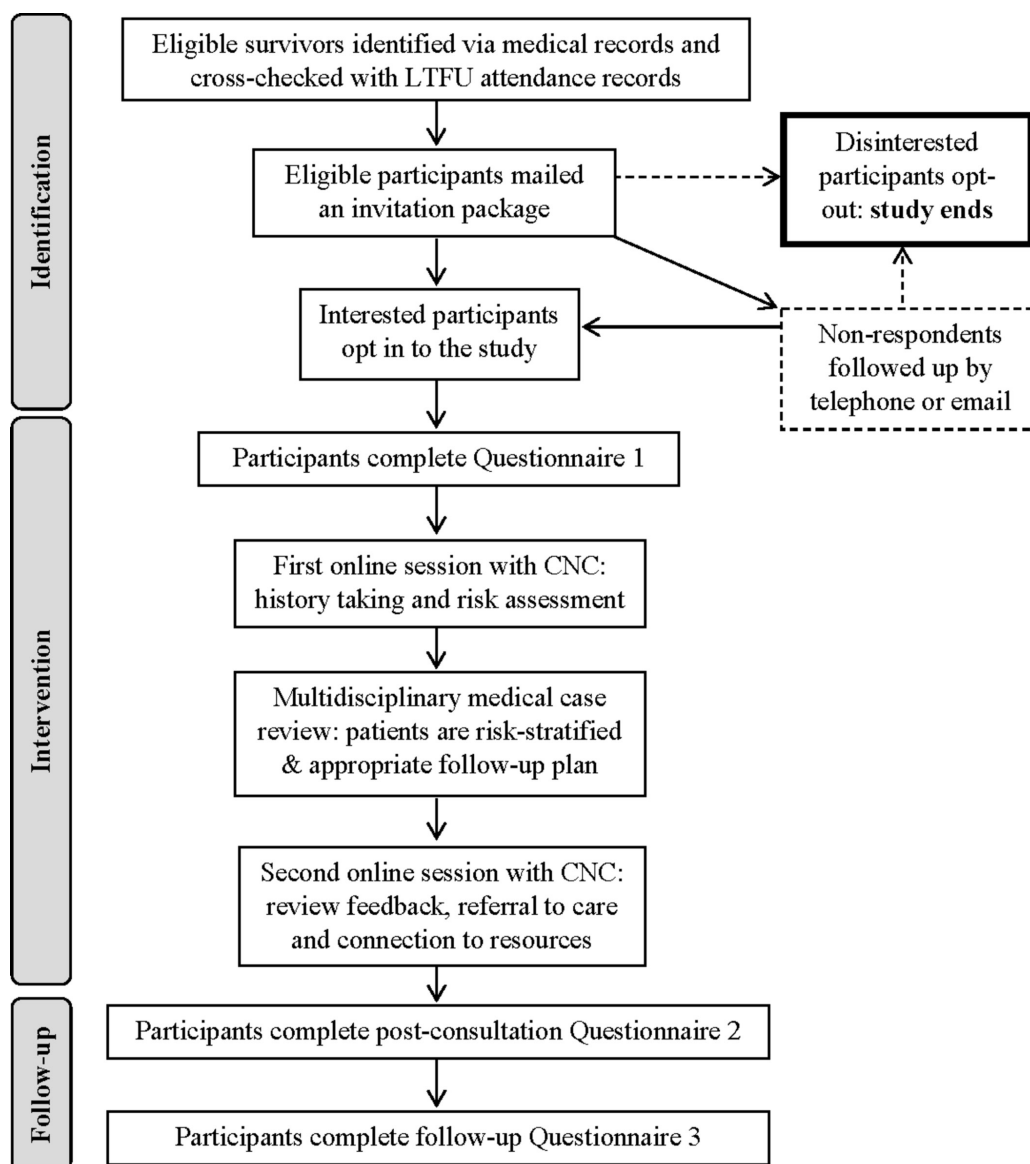 Identification
Eligible survivors identified via medical records and
cross-checked with LTFU attendance records
Eligible participants mailed
an invitation package
Disinterested
participants opt-
out: study ends
Interested participants
opt in to the study
Non-respondents
followed up by
telephone or email
Intervention
Participants complete Questionnaire 1
First online session with CNC:
history taking and risk assessment
Multidisciplinary medical case
review: patients are risk-stratified
& appropriate follow-up plan
Second online session with CNC:
review feedback, referral to care
and connection to resources
Follow-up
Participants complete post-consultation Questionnaire 2
Participants complete follow-up Questionnaire 3